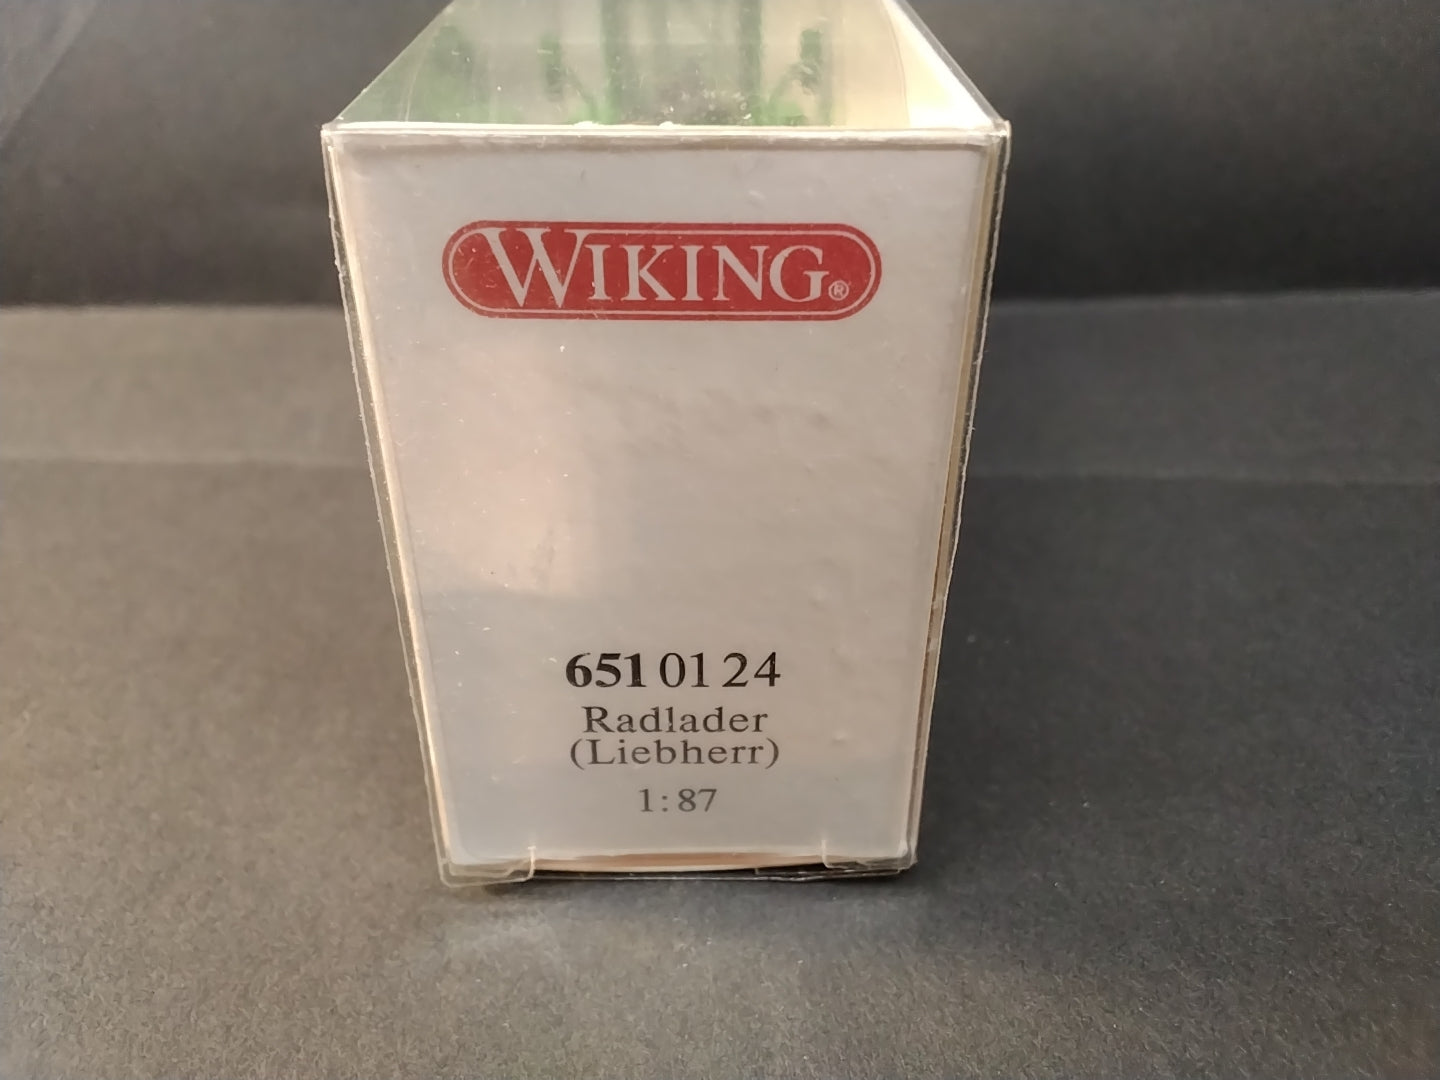 WIKING®
651 01 24
Radlader
(Liebherr)
1:87